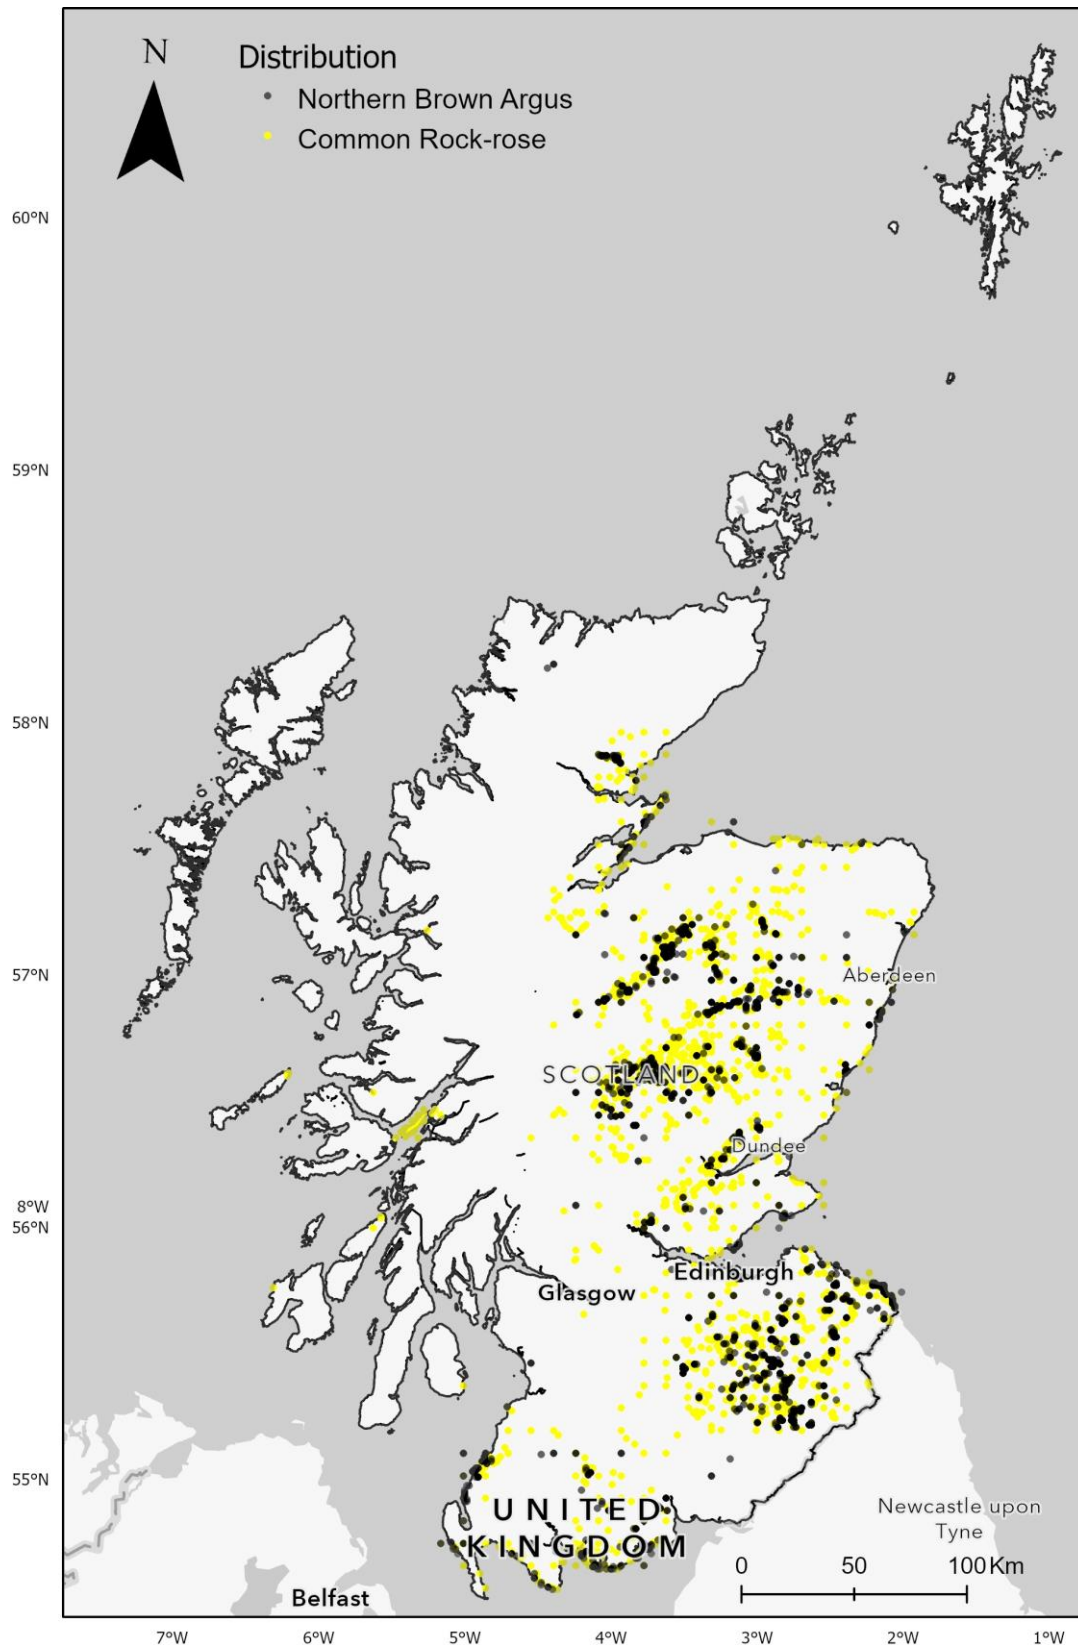 N
Distribution
Northern Brown Argus
Common Rock-rose
60°N
59°N
58°N
57°N
Aberdeen
SCOTLAND
Dundee
8°W
56°N
Edinburgh
Glasgow
55°N
UNITED
KINGDOM
Newcastle upon
Tyne
0 50 100 Km
Belfast
7°W 6°W 5°W 4°W 3°W 2°W 1°W